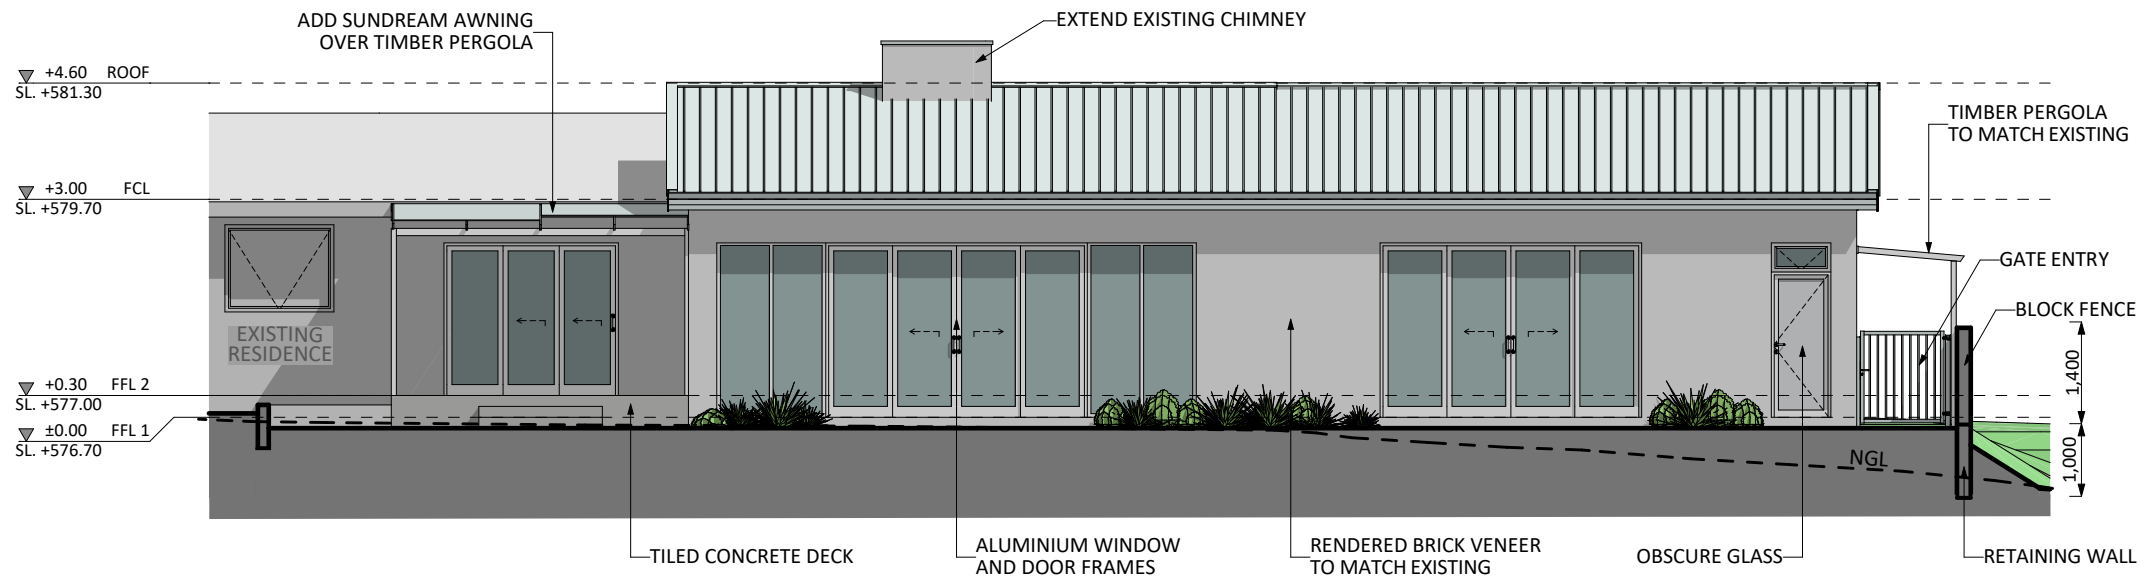 ADD SUNDREAM AWNING
OVER TIMBER PERGOLA
EXTEND EXISTING CHIMNEY
+4.60 ROOF
SL. +581.30
TIMBER PERGOLA
TO MATCH EXISTING
+3.00 FCL
SL. +579.70
GATE ENTRY
BLOCK FENCE
EXISTING
RESIDENCE
1,400
+0.30 FFL 2
SL. +577.00
±0.00 FFL 1
SL. +576.70
NGL
1,000
TILED CONCRETE DECK
ALUMINIUM WINDOW
AND DOOR FRAMES
RENDERED BRICK VENEER
TO MATCH EXISTING
OBSCURE GLASS
RETAINING WALL